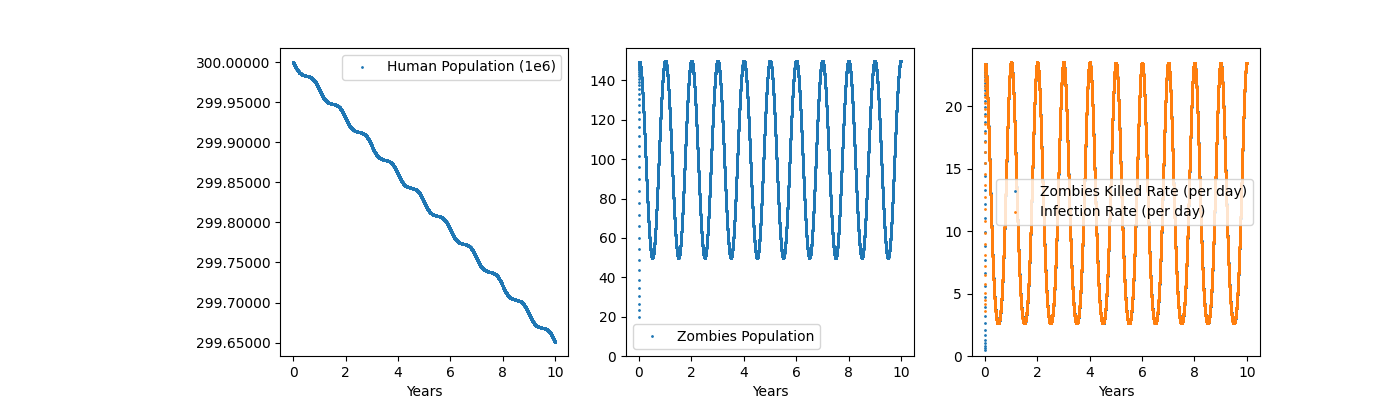 Human Population (1e6)
300.00000
299.95000
299.90000
299.85000
299.80000
299.75000
299.70000
299.65000
0 2 4 6 8 10
Years
140
120
100
80
60
40
20
0
Zombies Population
0 2 4 6 8 10
Years
20
15
10
5
0
Zombies Killed Rate (per day)
Infection Rate (per day)
0 2 4 6 8 10
Years